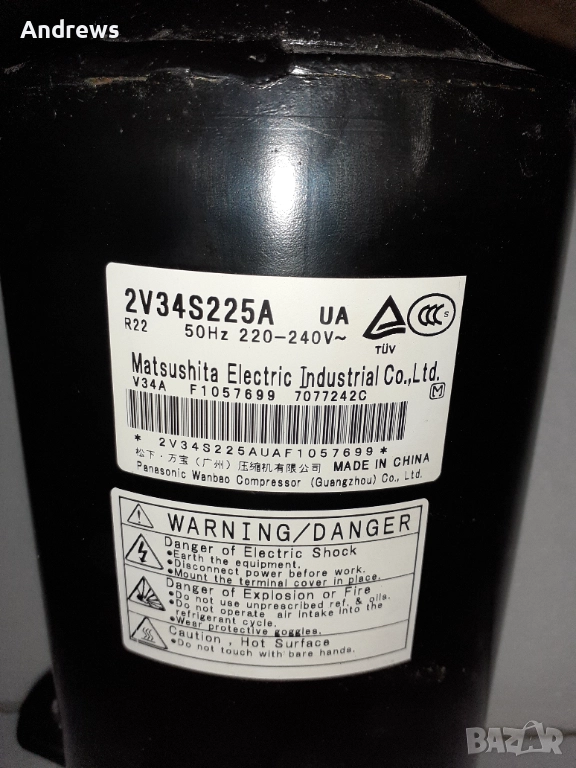 Andrews
2V34S225A UA
R22 50Hz 220-240V~
TÜV
CCC S
Matsushita Electric Industrial Co.,Ltd.
V34A F1057699 7077242C
M
* 2V34S225AUAF1057699 *
松下·万宝（广州）压缩机有限公司 MADE IN CHINA
Panasonic Wanbao Compressor (Guangzhou) Co., Ltd.
WARNING/DANGER
Danger of Electric Shock
•Earth the equipment.
•Disconnect power before work.
•Mount the terminal cover in place.
Danger of Explosion or Fire
•Do not use unprescribed ref. & oils.
•Do not operate air intake into the
refrigerant cycle.
•Wear protective goggles.
Caution , Hot Surface
•Do not touch with bare hands.
BAZAR